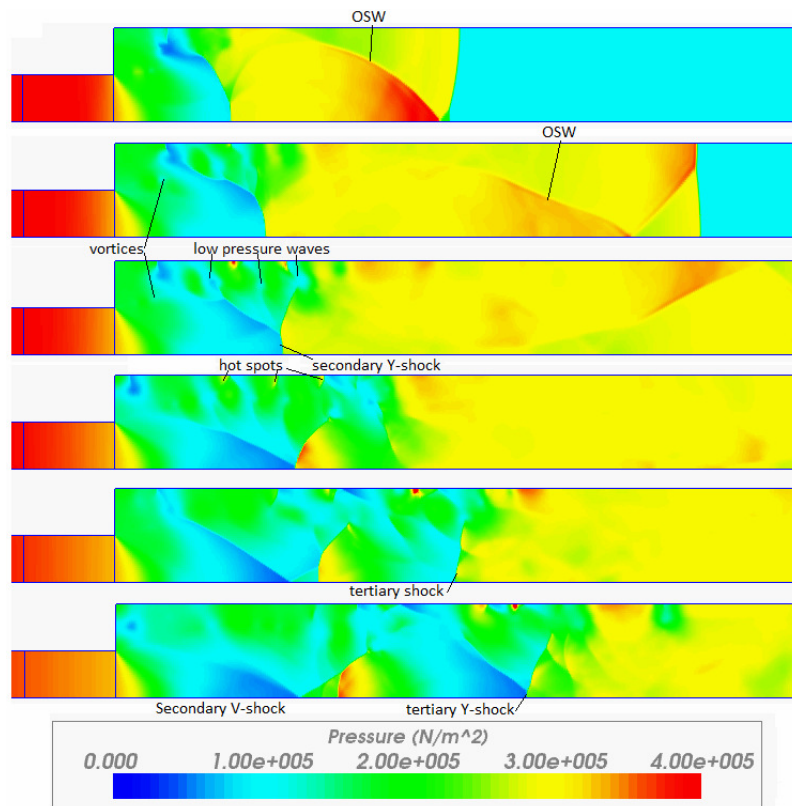 OSW
OSW
vortices low pressure waves
hot spots secondary Y-shock
tertiary shock
Secondary V-shock tertiary Y-shock
Pressure (N/m^2)
0.000 1.00e+005 2.00e+005 3.00e+005 4.00e+005